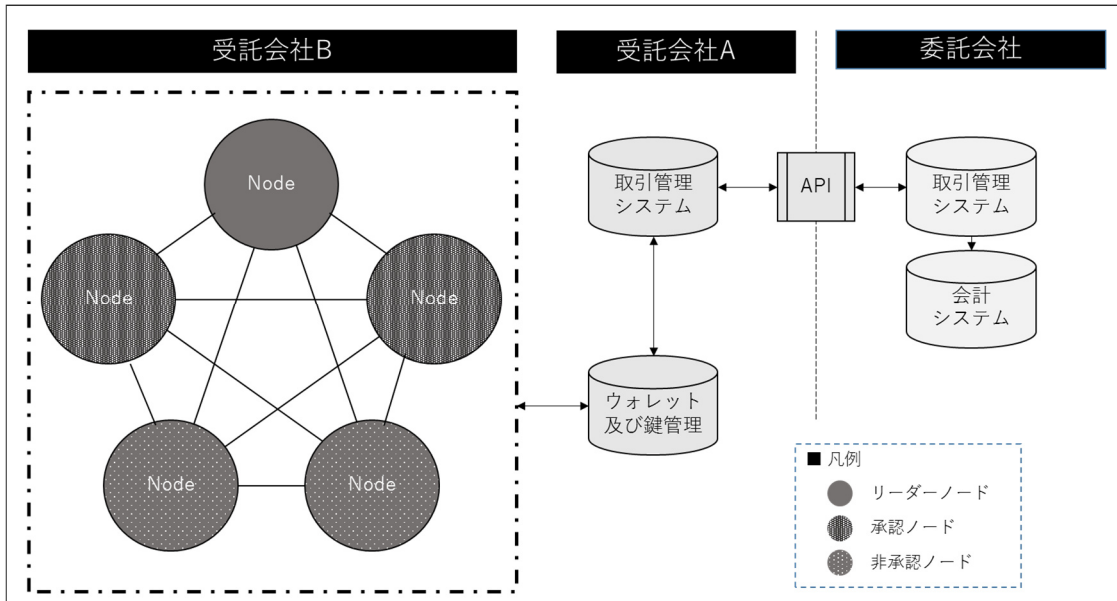 受託会社B
受託会社A
委託会社
Node
Node
Node
Node
Node
取引管理
システム
API
取引管理
システム
会計
システム
ウォレット
及び鍵管理
■ 凡例
リーダーノード
承認ノード
非承認ノード